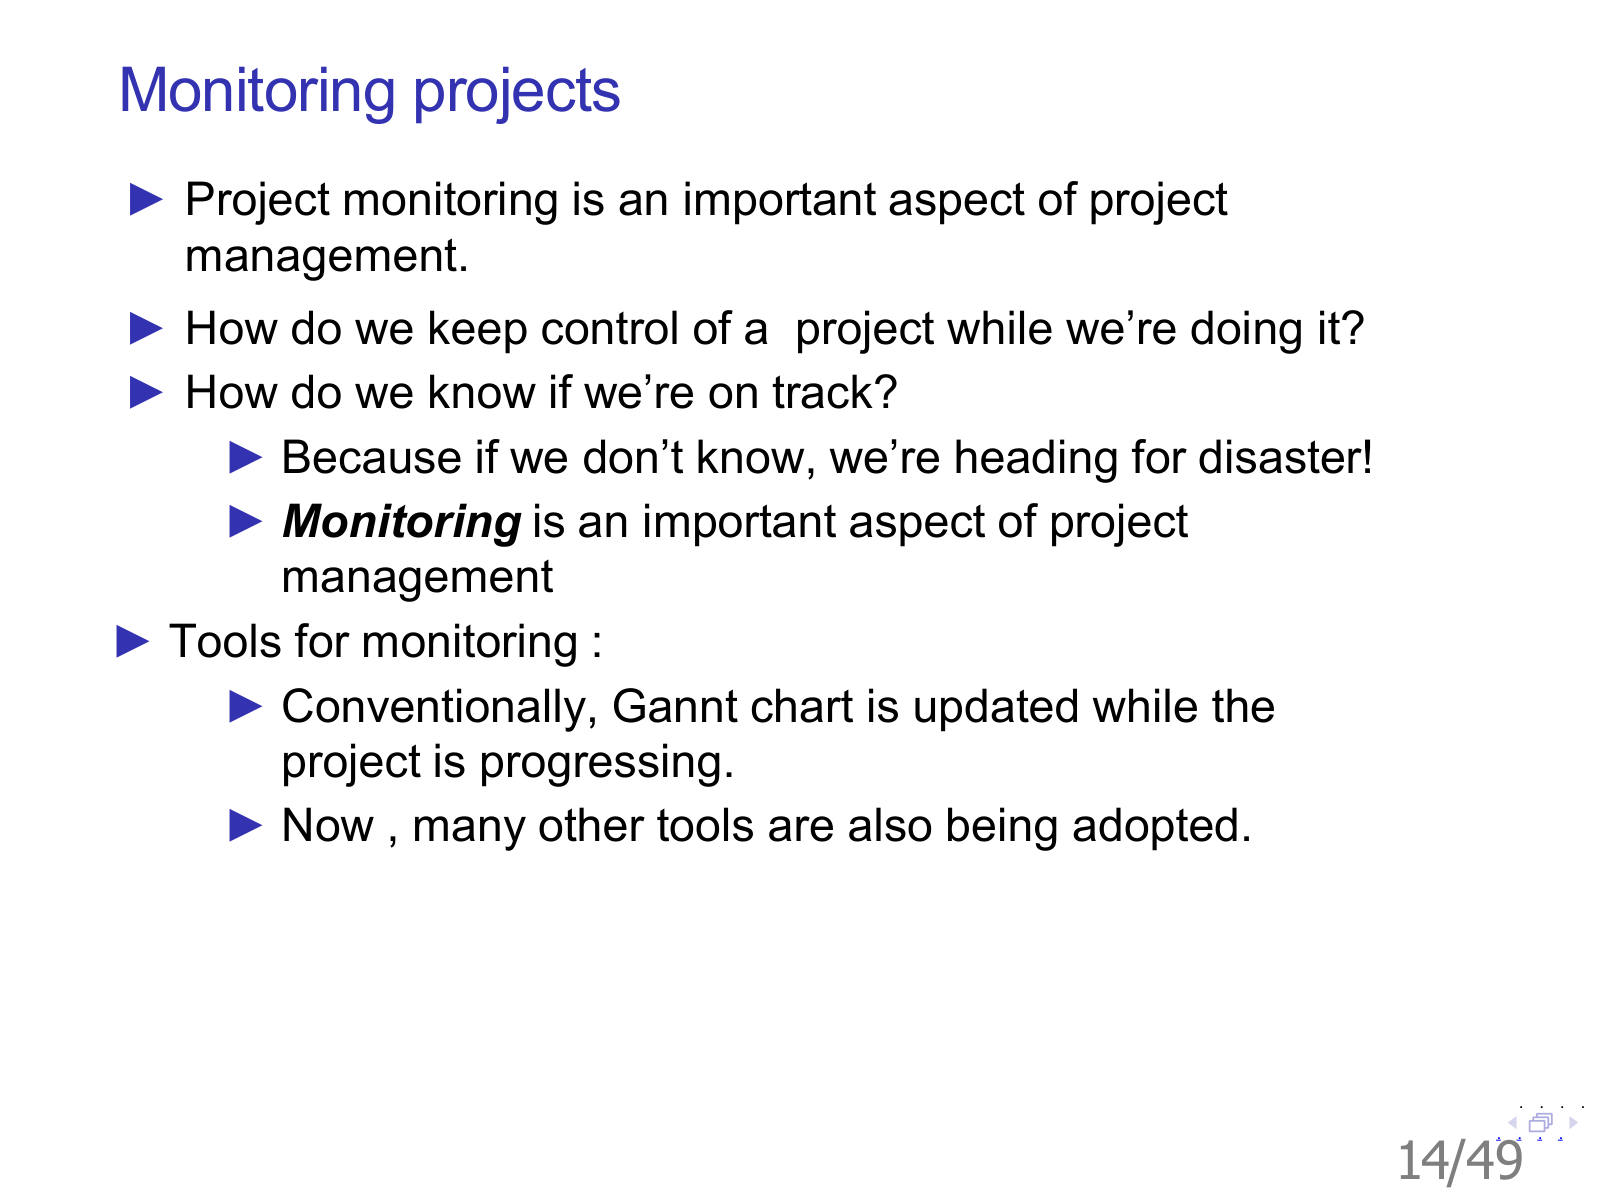 Monitoring projects
► Project monitoring is an important aspect of project
management.
► How do we keep control of a  project while we’re doing it?
► How do we know if we’re on track?
► Because if we don’t know, we’re heading for disaster!
► Monitoring is an important aspect of project
management
► Tools for monitoring :
► Conventionally, Gannt chart is updated while the
project is progressing.
► Now , many other tools are also being adopted.
14/49